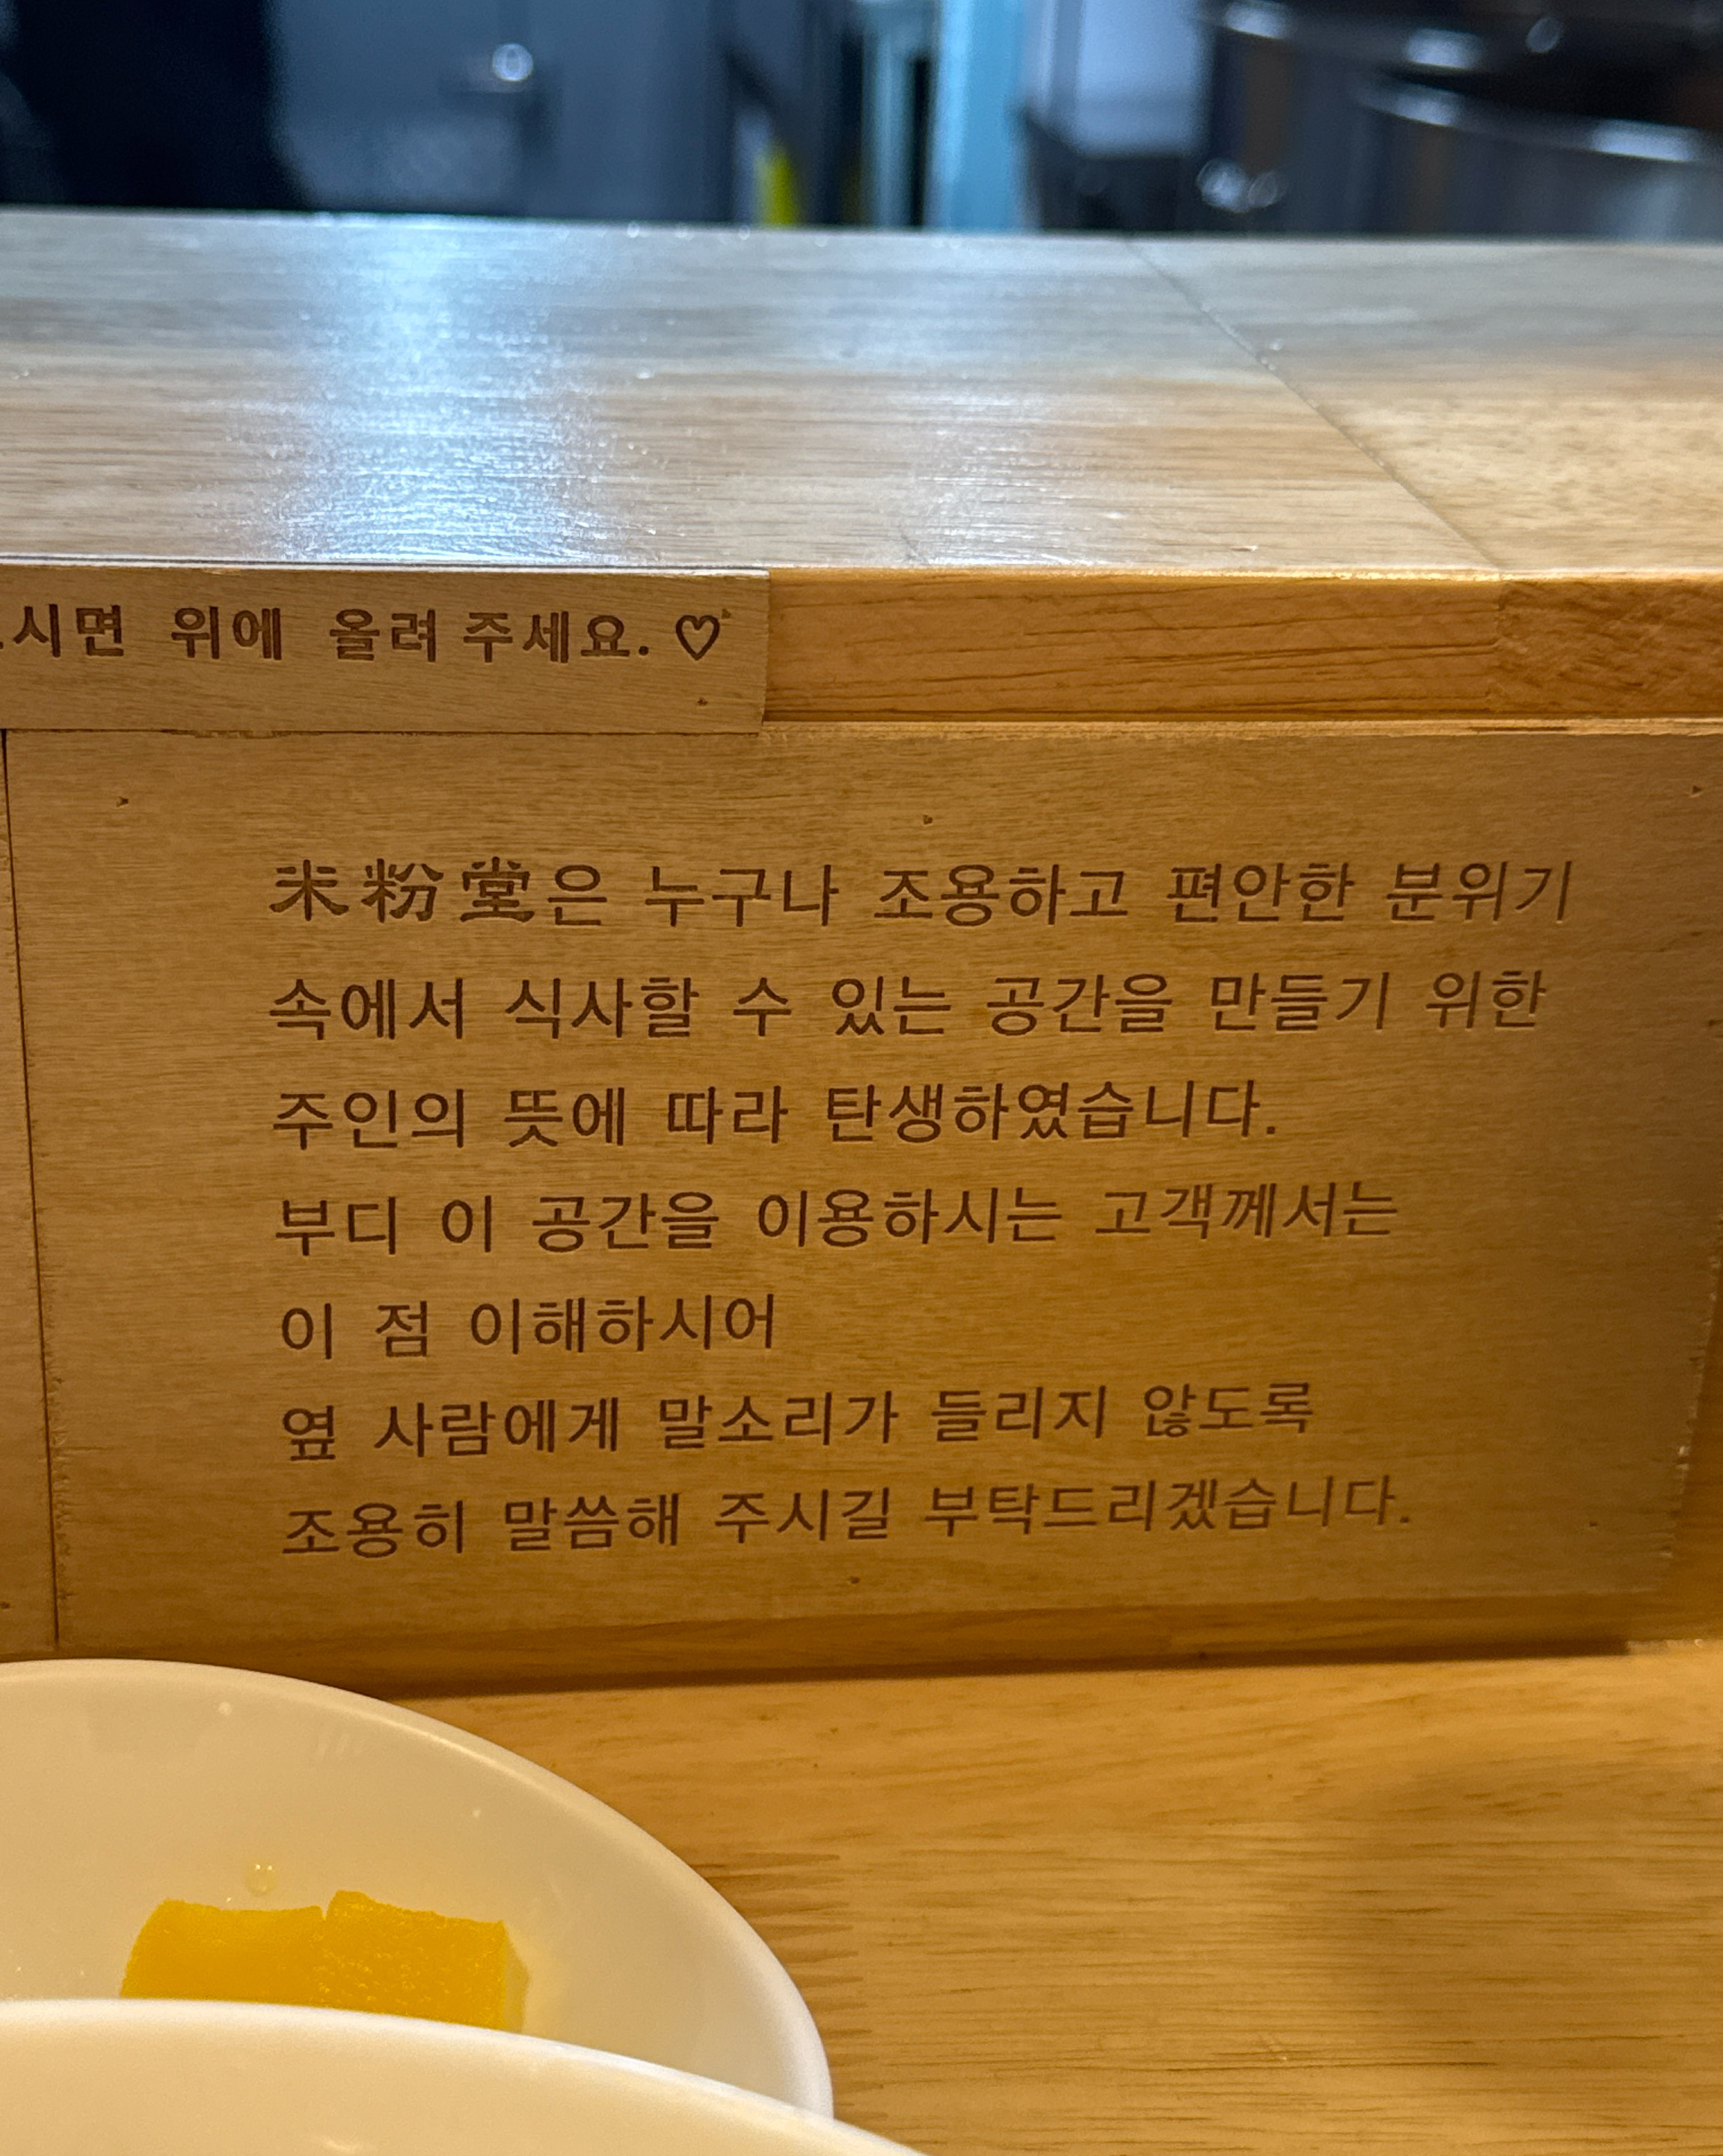 시면 위에 올려 주세요. ♡
米粉堂은 누구나 조용하고 편안한 분위기
속에서 식사할 수 있는 공간을 만들기 위한
주인의 뜻에 따라 탄생하였습니다.
부디 이 공간을 이용하시는 고객께서는
이 점 이해하시어
옆 사람에게 말소리가 들리지 않도록
조용히 말씀해 주시길 부탁드리겠습니다.